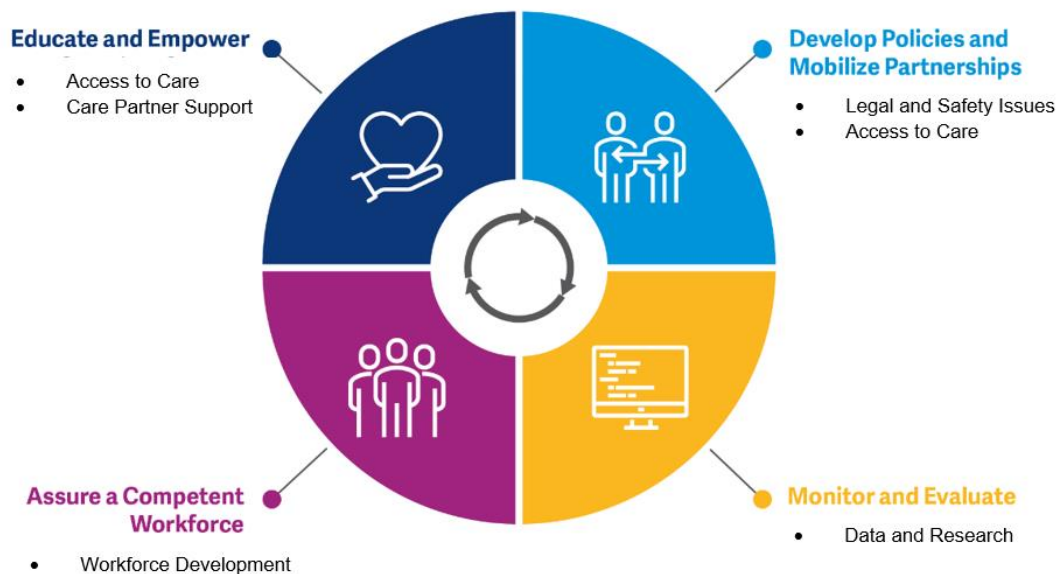 Educate and Empower
• Access to Care
• Care Partner Support
Develop Policies and
Mobilize Partnerships
• Legal and Safety Issues
• Access to Care
Assure a Competent
Workforce
• Workforce Development
Monitor and Evaluate
• Data and Research